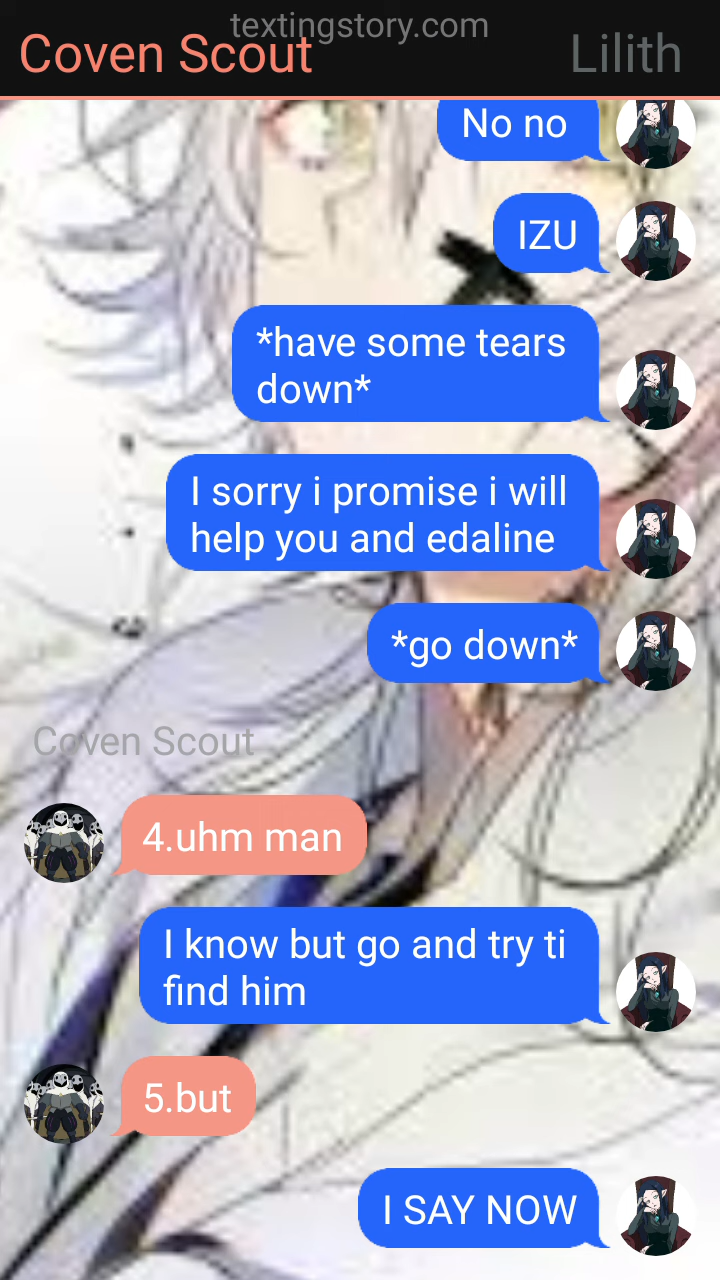 textingstory.com
Coven Scout
Lilith
No no
IZU
*have some tears
down*
I sorry i promise i will
help you and edaline
*go down*
Coven Scout
4.uhm man
I know but go and try ti
find him
5.but
I SAY NOW